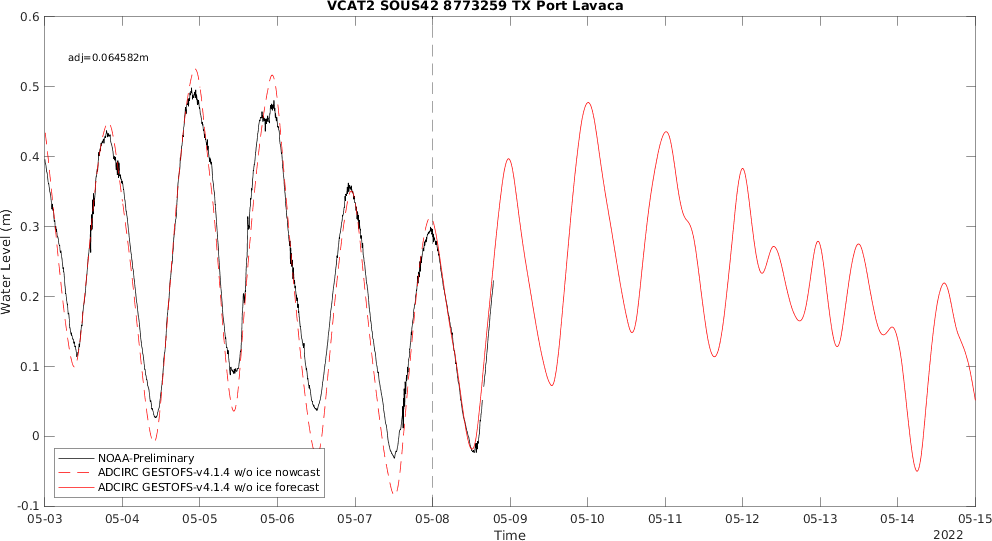 VCAT2 SOUS42 8773259 TX Port Lavaca
adj=0.064582m
0.6
0.5
0.4
0.3
0.2
0.1
0
-0.1
Water Level (m)
NOAA-Preliminary
ADCIRC GESTOFS-v4.1.4 w/o ice nowcast
ADCIRC GESTOFS-v4.1.4 w/o ice forecast
05-03 05-04 05-05 05-06 05-07 05-08 05-09 05-10 05-11 05-12 05-13 05-14 05-15
Time
2022